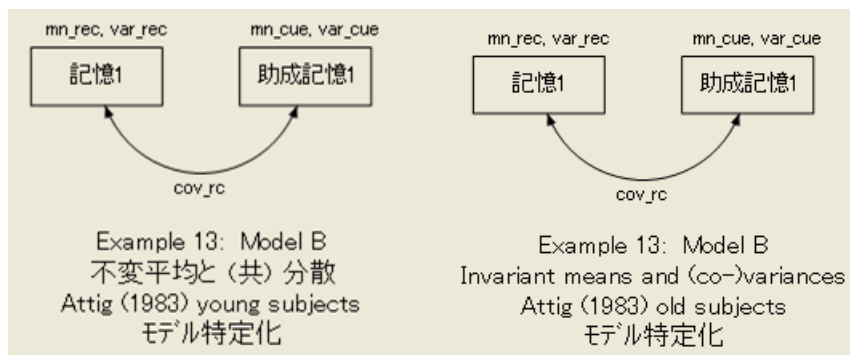 mn_rec, var_rec
mn_cue, var_cue
記憶1
助成記憶1
cov_rc
Example 13: Model B
不変平均と (共) 分散
Attig (1983) young subjects
モデル特定化
mn_rec, var_rec
mn_cue, var_cue
記憶1
助成記憶1
cov_rc
Example 13: Model B
Invariant means and (co-)variances
Attig (1983) old subjects
モデル特定化